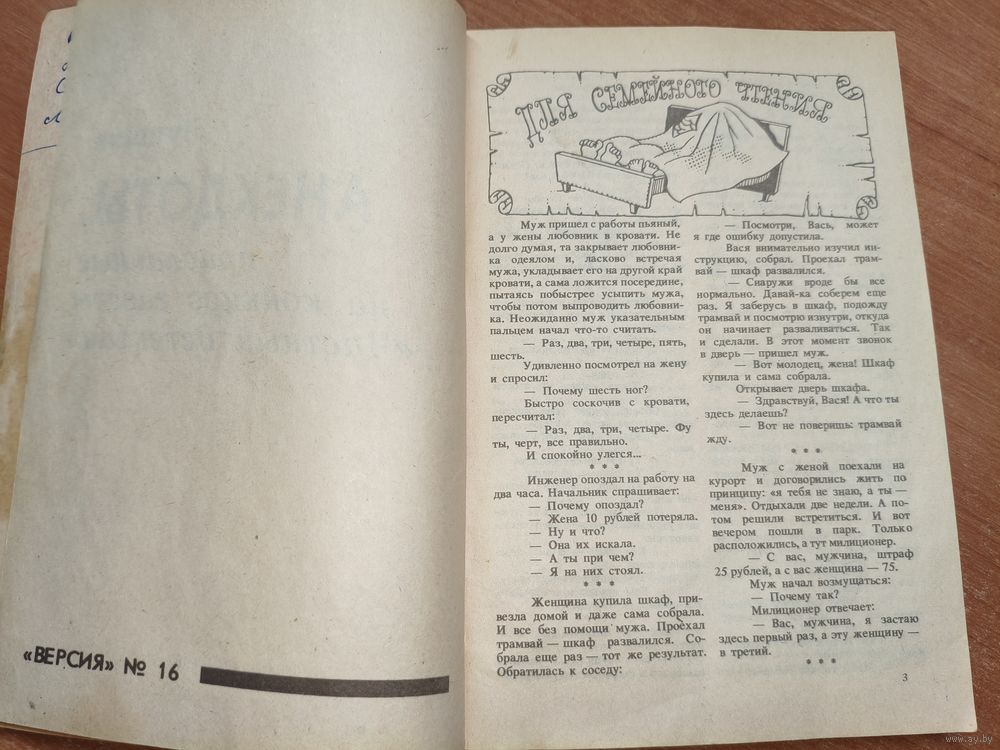 «ВЕРСИЯ» № 16
ДЛЯ СЕМЕЙНОГО ЧТЕНИЯ
Муж пришел с работы пьяный,
а у жены любовник в кровати. Не
долго думая, та закрывает любовни-
ка одеялом и, ласково встречая
мужа, укладывает его на другой край
кровати, а сама ложится посередине,
пытаясь побыстрее усыпить мужа,
чтобы потом выпроводить любовни-
ка. Неожиданно муж указательным
пальцем начал что-то считать.
— Раз, два, три, четыре, пять,
шесть.
Удивленно посмотрел на жену
и спросил:
— Почему шесть ног?
Быстро соскочив с кровати,
пересчитал:
— Раз, два, три, четыре. Фу
ты, черт, все правильно.
И спокойно улегся...
* * *
Инженер опоздал на работу на
два часа. Начальник спрашивает:
— Почему опоздал?
— Жена 10 рублей потеряла.
— Ну и что?
— Она их искала.
— А ты при чем?
— Я на них стоял.
* * *
Женщина купила шкаф, при-
везла домой и даже сама собрала.
И все без помощи мужа. Проехал
трамвай — шкаф развалился. Со-
брала еще раз — тот же результат.
Обратилась к соседу:
— Посмотри, Вась, может
я где ошибку допустила.
Вася внимательно изучил ин-
струкцию, собрал. Проехал трам-
вай — шкаф развалился.
— Снаружи вроде бы все
нормально. Давай-ка соберем еще
раз. Я заберусь в шкаф, подожду
трамвай и посмотрю изнутри, откуда
он начинает разваливаться. Так
и сделали. В этот момент звонок
в дверь — пришел муж.
— Вот молодец, жена! Шкаф
купила и сама собрала.
Открывает дверь шкафа.
— Здравствуй, Вася! А что ты
здесь делаешь?
— Вот не поверишь: трамвай
жду.
* * *
Муж с женой поехали на
курорт и договорились жить по
принципу: «я тебя не знаю, а ты —
меня». Отдыхали две недели. А по-
том решили встретиться. И вот
вечером пошли в парк. Только
расположились, а тут милиционер.
— С вас, мужчина, штраф
25 рублей, а с вас женщина — 75.
Муж начал возмущаться:
— Почему так?
Милиционер отвечает:
— Вас, мужчина, я застаю
здесь первый раз, а эту женщину —
в третий.
* * *
3
www.ay.by